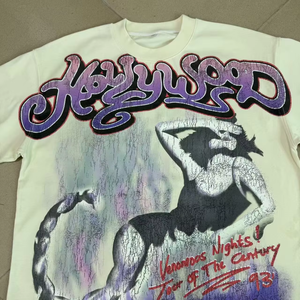 HOLLYWOOD
Venomous Nights!
Tour of The Century
93